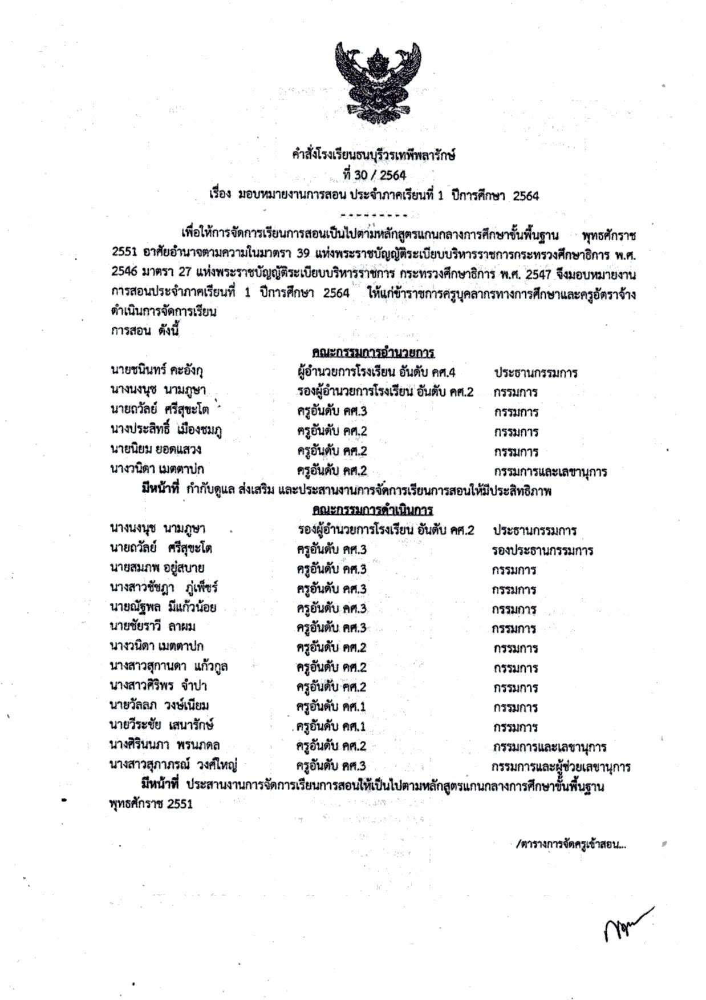 คำสั่งโรงเรียนธนบุรีวรเทพีพลารักษ์
ที่ 30 / 2564
เรื่อง มอบหมายงานการสอน ประจำภาคเรียนที่ 1 ปีการศึกษา 2564
---------
เพื่อให้การจัดการเรียนการสอนเป็นไปตามหลักสูตรแกนกลางการศึกษาขั้นพื้นฐาน พุทธศักราช
2551 อาศัยอำนาจตามความในมาตรา 39 แห่งพระราชบัญญัติระเบียบบริหารราชการกระทรวงศึกษาธิการ พ.ศ.
2546 มาตรา 27 แห่งพระราชบัญญัติระเบียบบริหารราชการ กระทรวงศึกษาธิการ พ.ศ. 2547 จึงมอบหมายงาน
การสอนประจำภาคเรียนที่ 1 ปีการศึกษา 2564 ให้แก่ข้าราชการครูบุคลากรทางการศึกษาและครูอัตราจ้าง
ดำเนินการจัดการเรียน
การสอน ดังนี้
คณะกรรมการอำนวยการ
นายชนินทร์ คะอังกุ ผู้อำนวยการโรงเรียน อันดับ คศ.4 ประธานกรรมการ
นางนงนุช นามภูษา รองผู้อำนวยการโรงเรียน อันดับ คศ.2 กรรมการ
นายถวัลย์ ศรีสุขะโต ครูอันดับ คศ.3 กรรมการ
นางประสิทธิ์ เมืองชมภู ครูอันดับ คศ.2 กรรมการ
นายนิยม ยอดแสวง ครูอันดับ คศ.2 กรรมการ
นางวนิดา เมตตาปก ครูอันดับ คศ.2 กรรมการและเลขานุการ
มีหน้าที่ กำกับดูแล ส่งเสริม และประสานงานการจัดการเรียนการสอนให้มีประสิทธิภาพ
คณะกรรมการดำเนินการ
นางนงนุช นามภูษา รองผู้อำนวยการโรงเรียน อันดับ คศ.2 ประธานกรรมการ
นายถวัลย์ ศรีสุขะโต ครูอันดับ คศ.3 รองประธานกรรมการ
นายสมภพ อยู่สบาย ครูอันดับ คศ.3 กรรมการ
นางสาวชัชฎา ภู่เพ็ชร์ ครูอันดับ คศ.3 กรรมการ
นายณัฐพล มีแก้วน้อย ครูอันดับ คศ.3 กรรมการ
นายชัยราวี ลาผม ครูอันดับ คศ.3 กรรมการ
นางวนิดา เมตตาปก ครูอันดับ คศ.2 กรรมการ
นางสาวสุกานดา แก้วกูล ครูอันดับ คศ.2 กรรมการ
นางสาวศิริพร จำปา ครูอันดับ คศ.2 กรรมการ
นายวัลลภ วงษ์เนียม ครูอันดับ คศ.1 กรรมการ
นายวีระชัย เสนารักษ์ ครูอันดับ คศ.1 กรรมการ
นางศิรินนภา พรนภดล ครูอันดับ คศ.2 กรรมการและเลขานุการ
นางสาวสุภาภรณ์ วงศ์ใหญ่ ครูอันดับ คศ.3 กรรมการและผู้ช่วยเลขานุการ
มีหน้าที่ ประสานงานการจัดการเรียนการสอนให้เป็นไปตามหลักสูตรแกนกลางการศึกษาขั้นพื้นฐาน
พุทธศักราช 2551
/ตารางการจัดครูเข้าสอน...